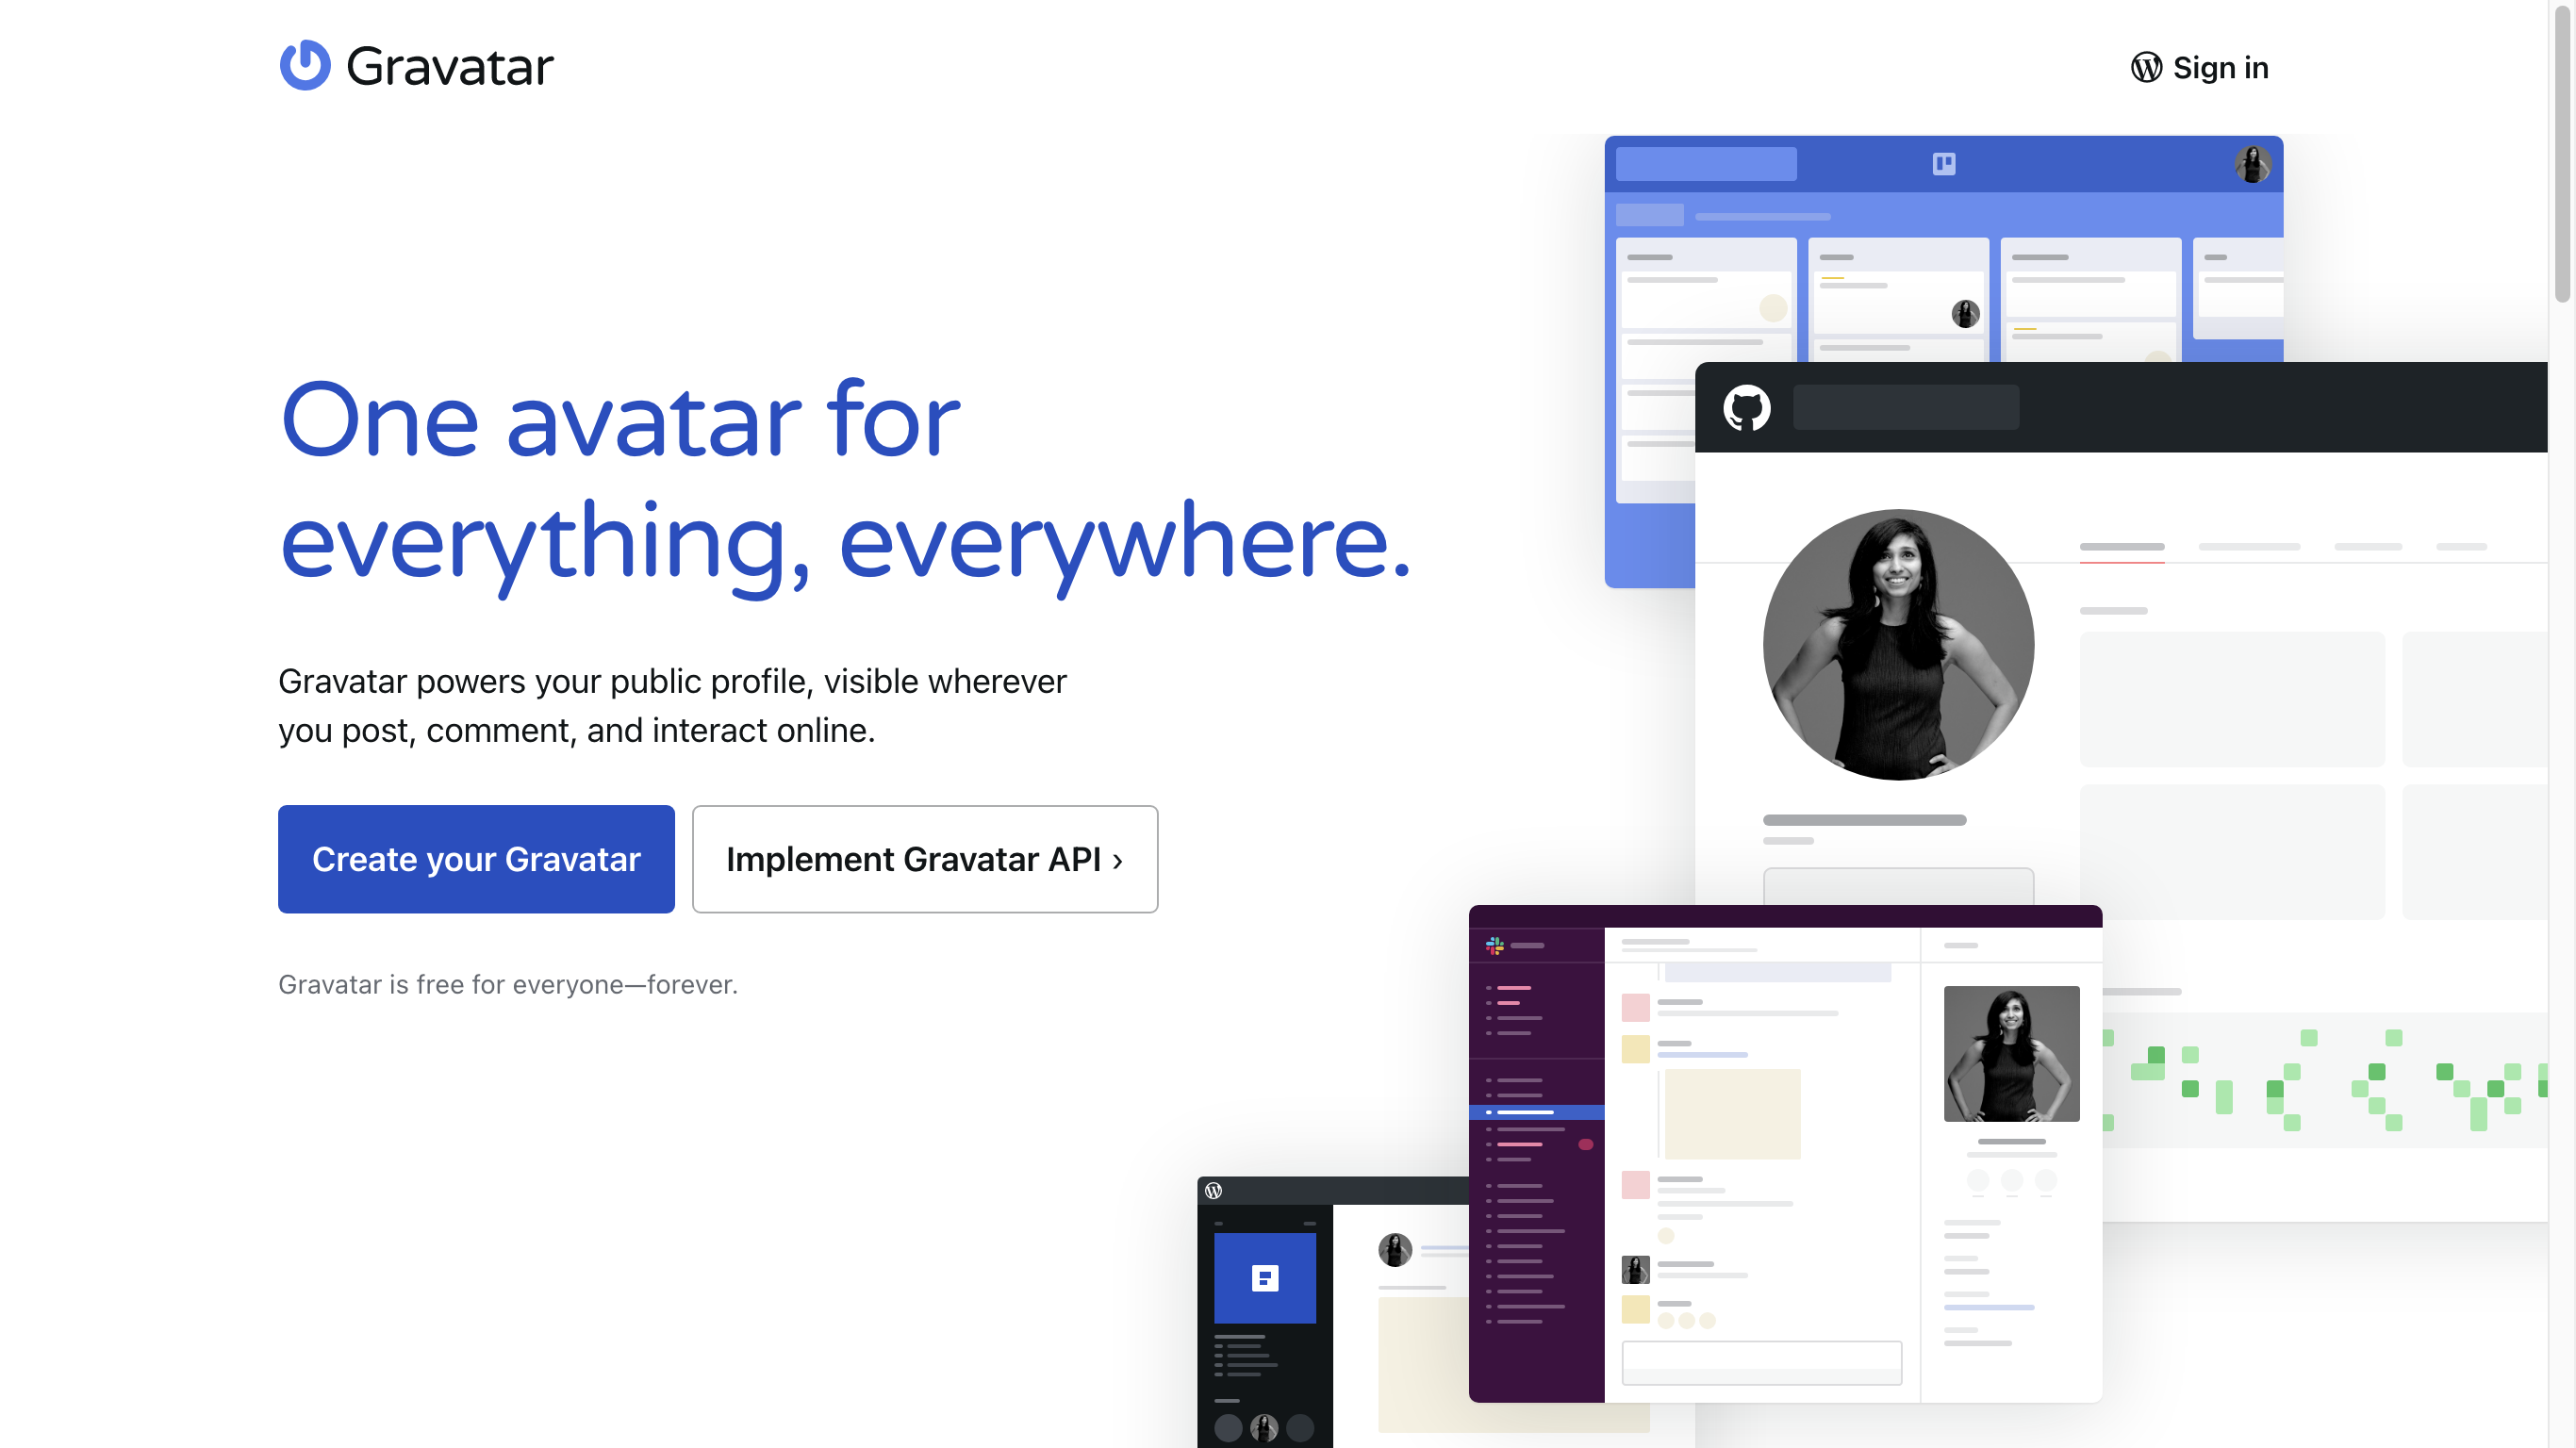 Gravatar
Sign in
One avatar for
everything, everywhere.
Gravatar powers your public profile, visible wherever
you post, comment, and interact online.
Create your Gravatar
Implement Gravatar API ›
Gravatar is free for everyone—forever.